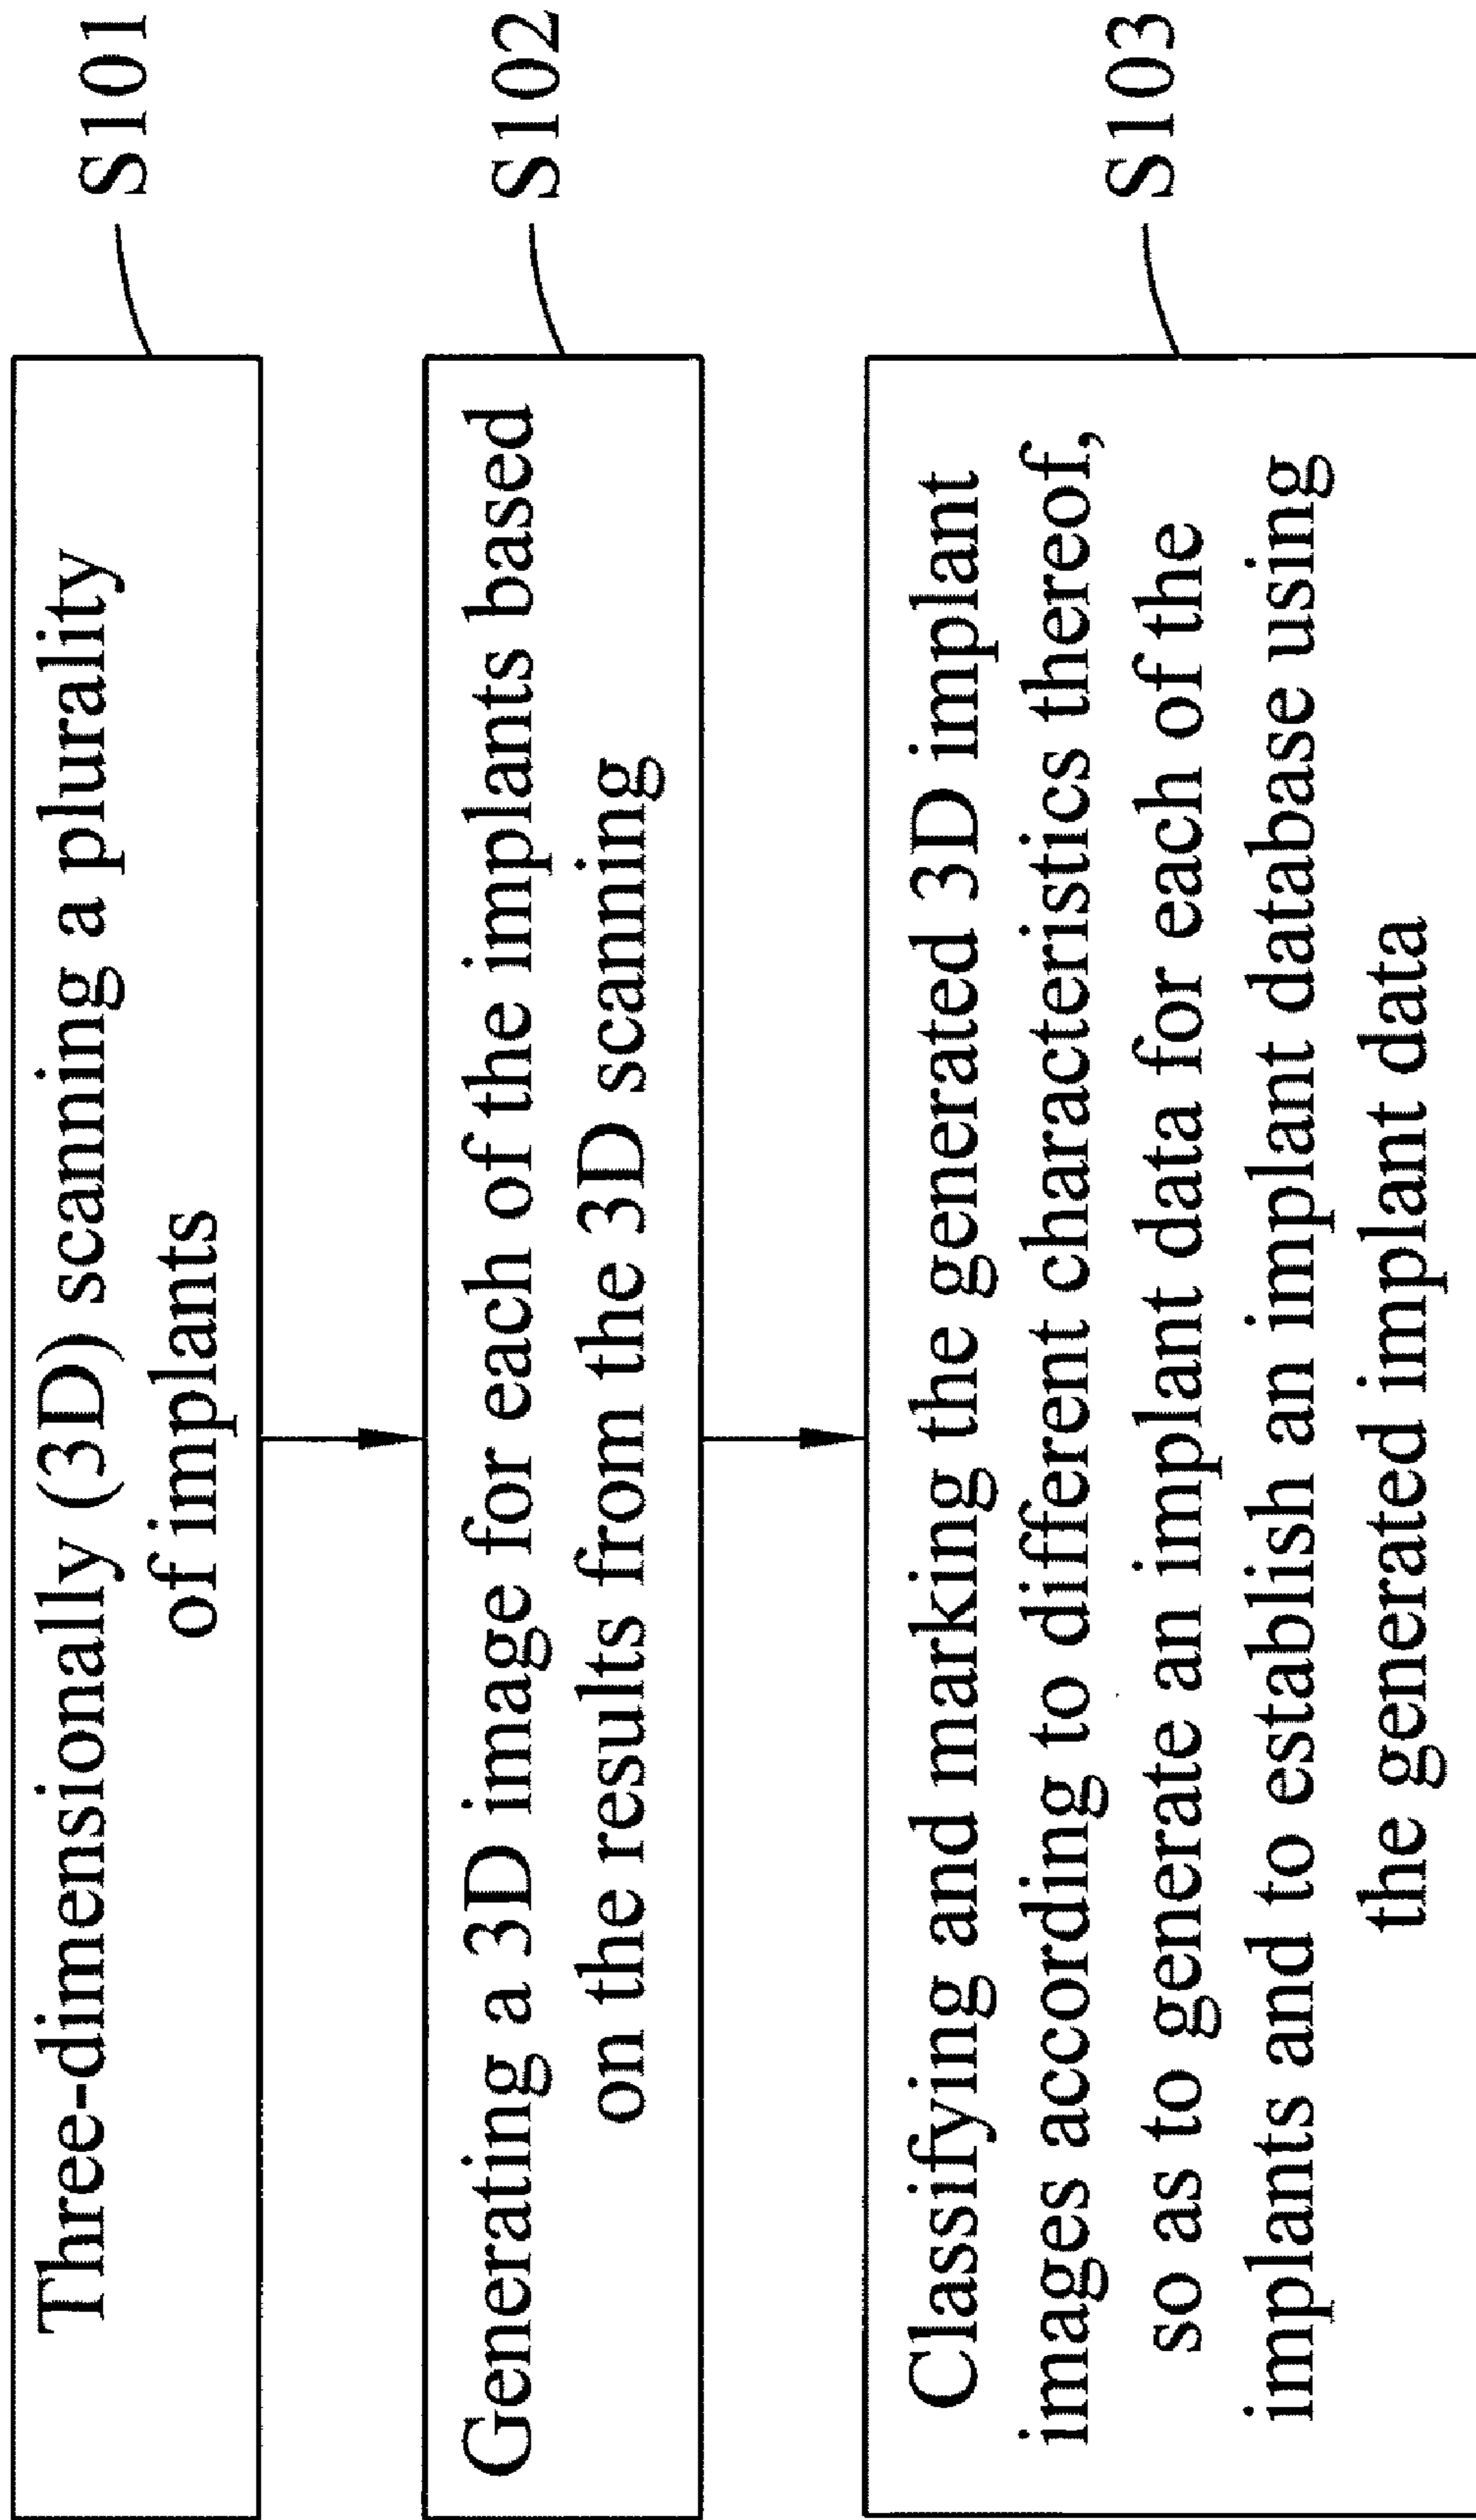 Three-dimensionally (3D) scanning a plurality
of implants
S101
Generating a 3D image for each of the implants based
on the results from the 3D scanning
S102
Classifying and marking the generated 3D implant
images according to different characteristics thereof,
so as to generate an implant data for each of the
implants and to establish an implant database using
the generated implant data
S103